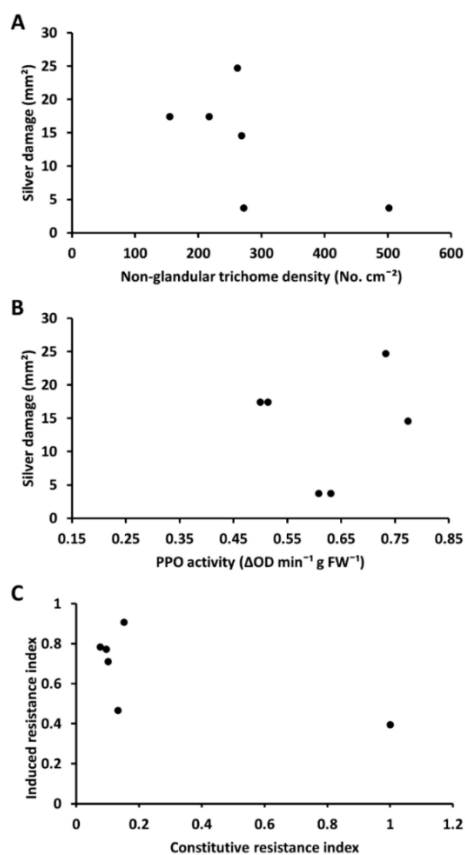 A
30
25
20
15
10
5
0
Silver damage (mm²)
0 100 200 300 400 500 600
Non-glandular trichome density (No. cm⁻²)
B
30
25
20
15
10
5
0
Silver damage (mm²)
0.15 0.25 0.35 0.45 0.55 0.65 0.75 0.85
PPO activity (ΔOD min⁻¹ g FW⁻¹)
C
1
0.8
0.6
0.4
0.2
0
Induced resistance index
0 0.2 0.4 0.6 0.8 1 1.2
Constitutive resistance index